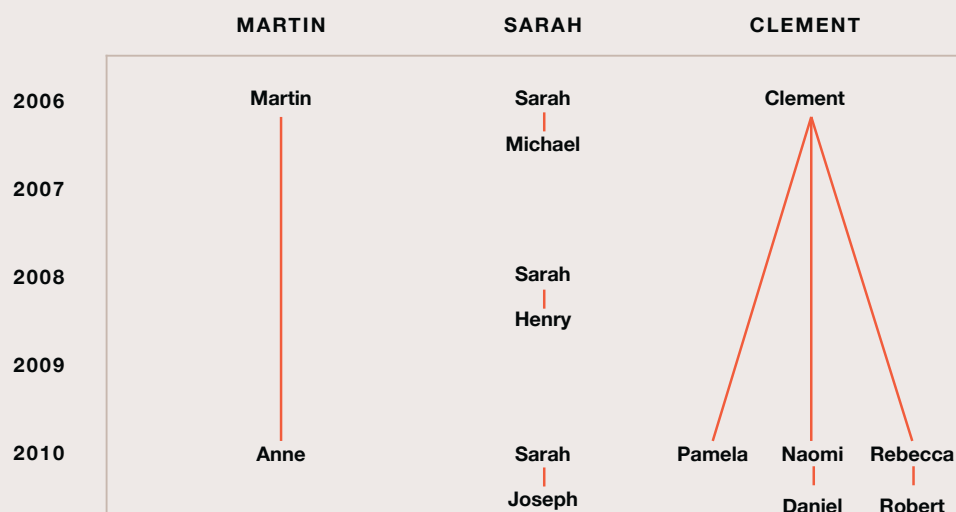 MARTIN SARAH CLEMENT
2006 Martin Sarah Clement
Michael
2007
2008 Sarah
Henry
2009
2010 Anne Sarah Pamela Naomi Rebecca
Joseph Daniel Robert